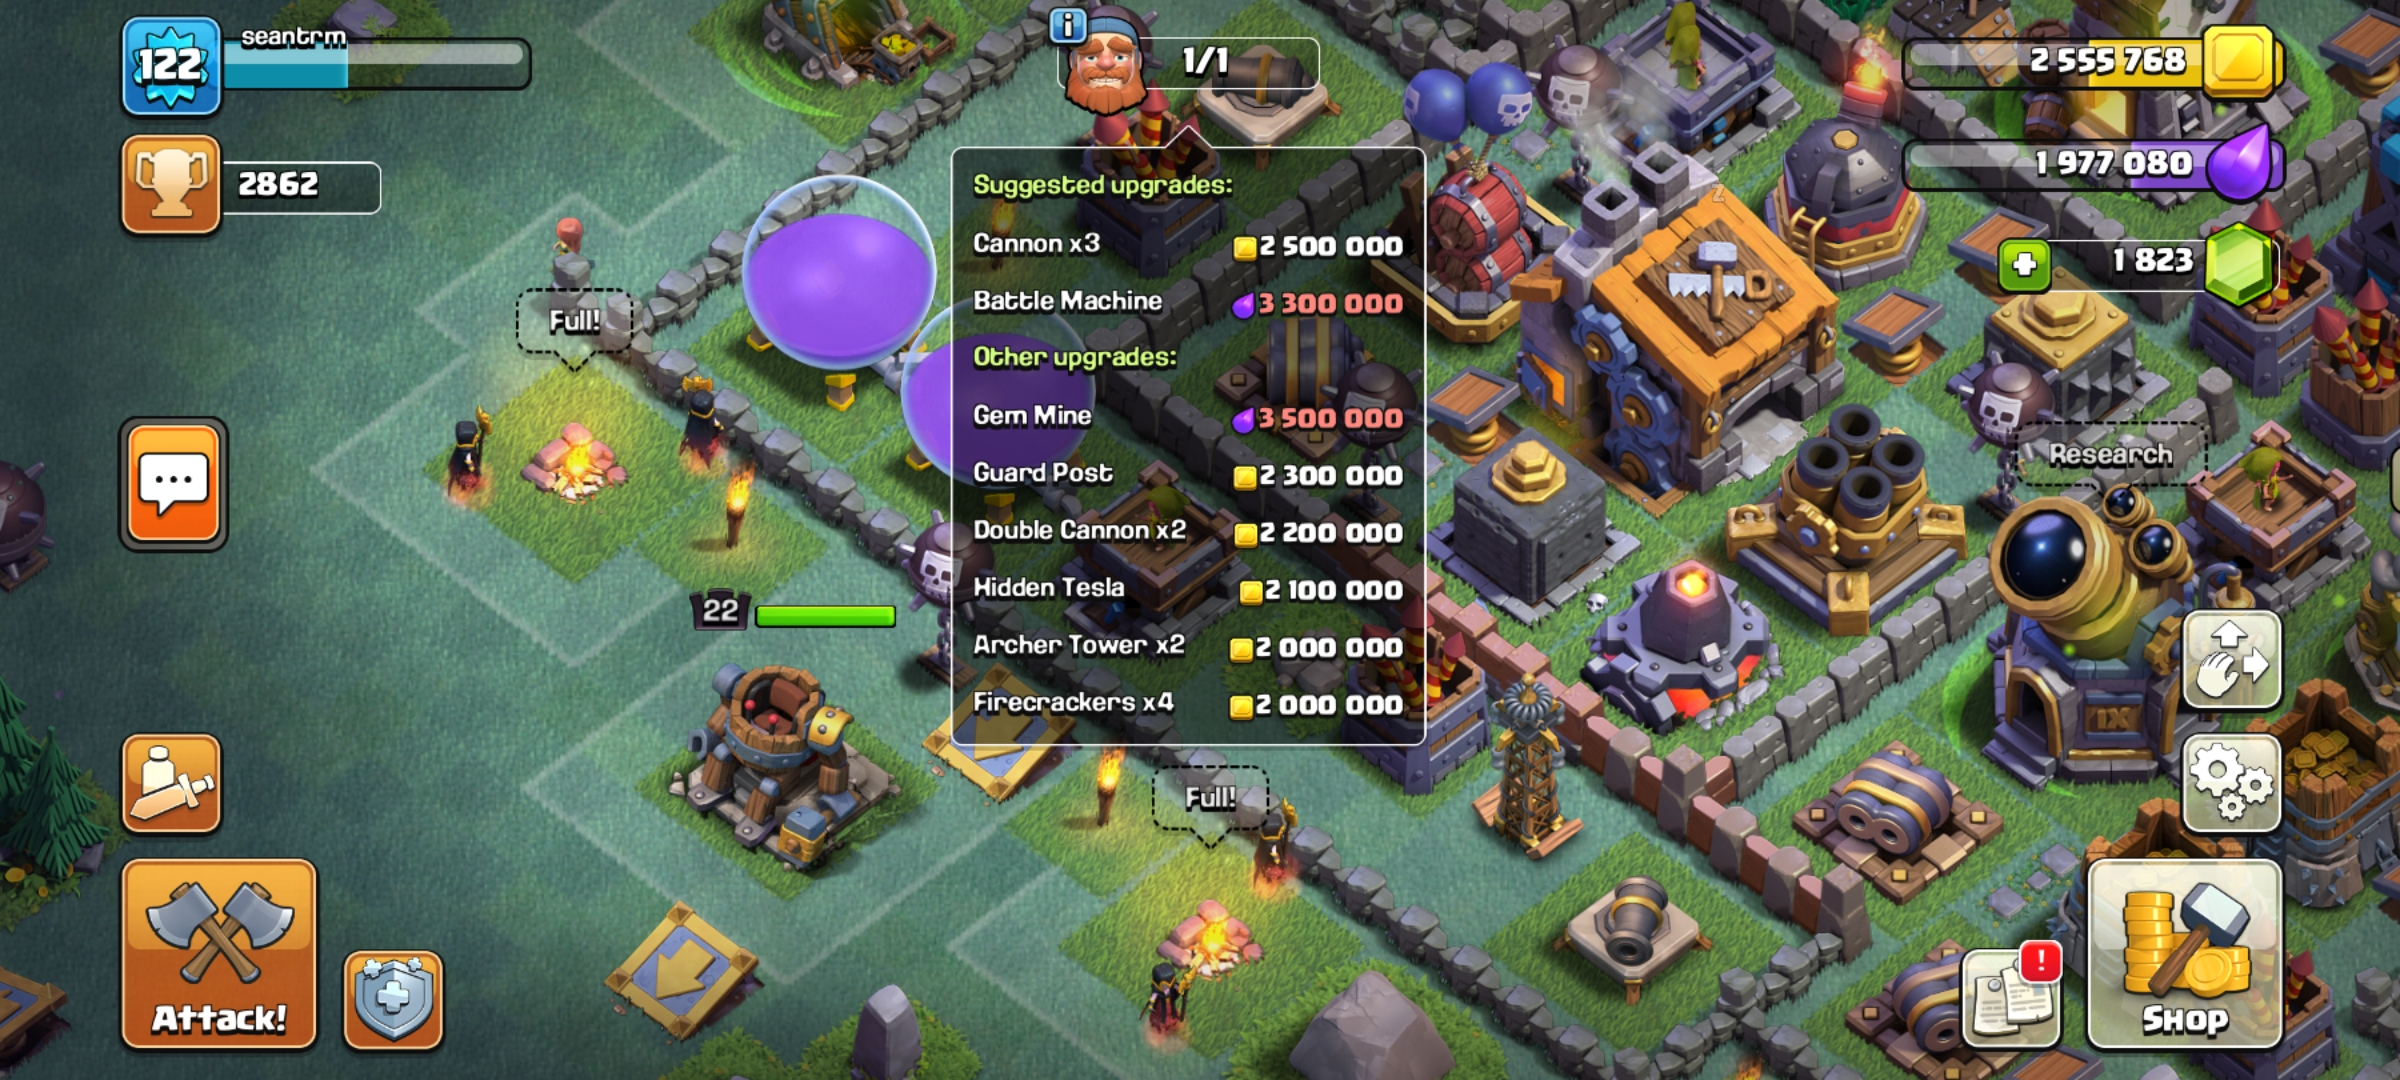 122
seantrm
1/1
2 555 768
2862
1 977 080
1 823
Suggested upgrades:
Cannon x3 2 500 000
Battle Machine 3 300 000
Other upgrades:
Gem Mine 3 500 000
Guard Post 2 300 000
Double Cannon x2 2 200 000
Hidden Tesla 2 100 000
Archer Tower x2 2 000 000
Firecrackers x4 2 000 000
Full!
Research
22
IX
Full!
Attack!
!
Shop